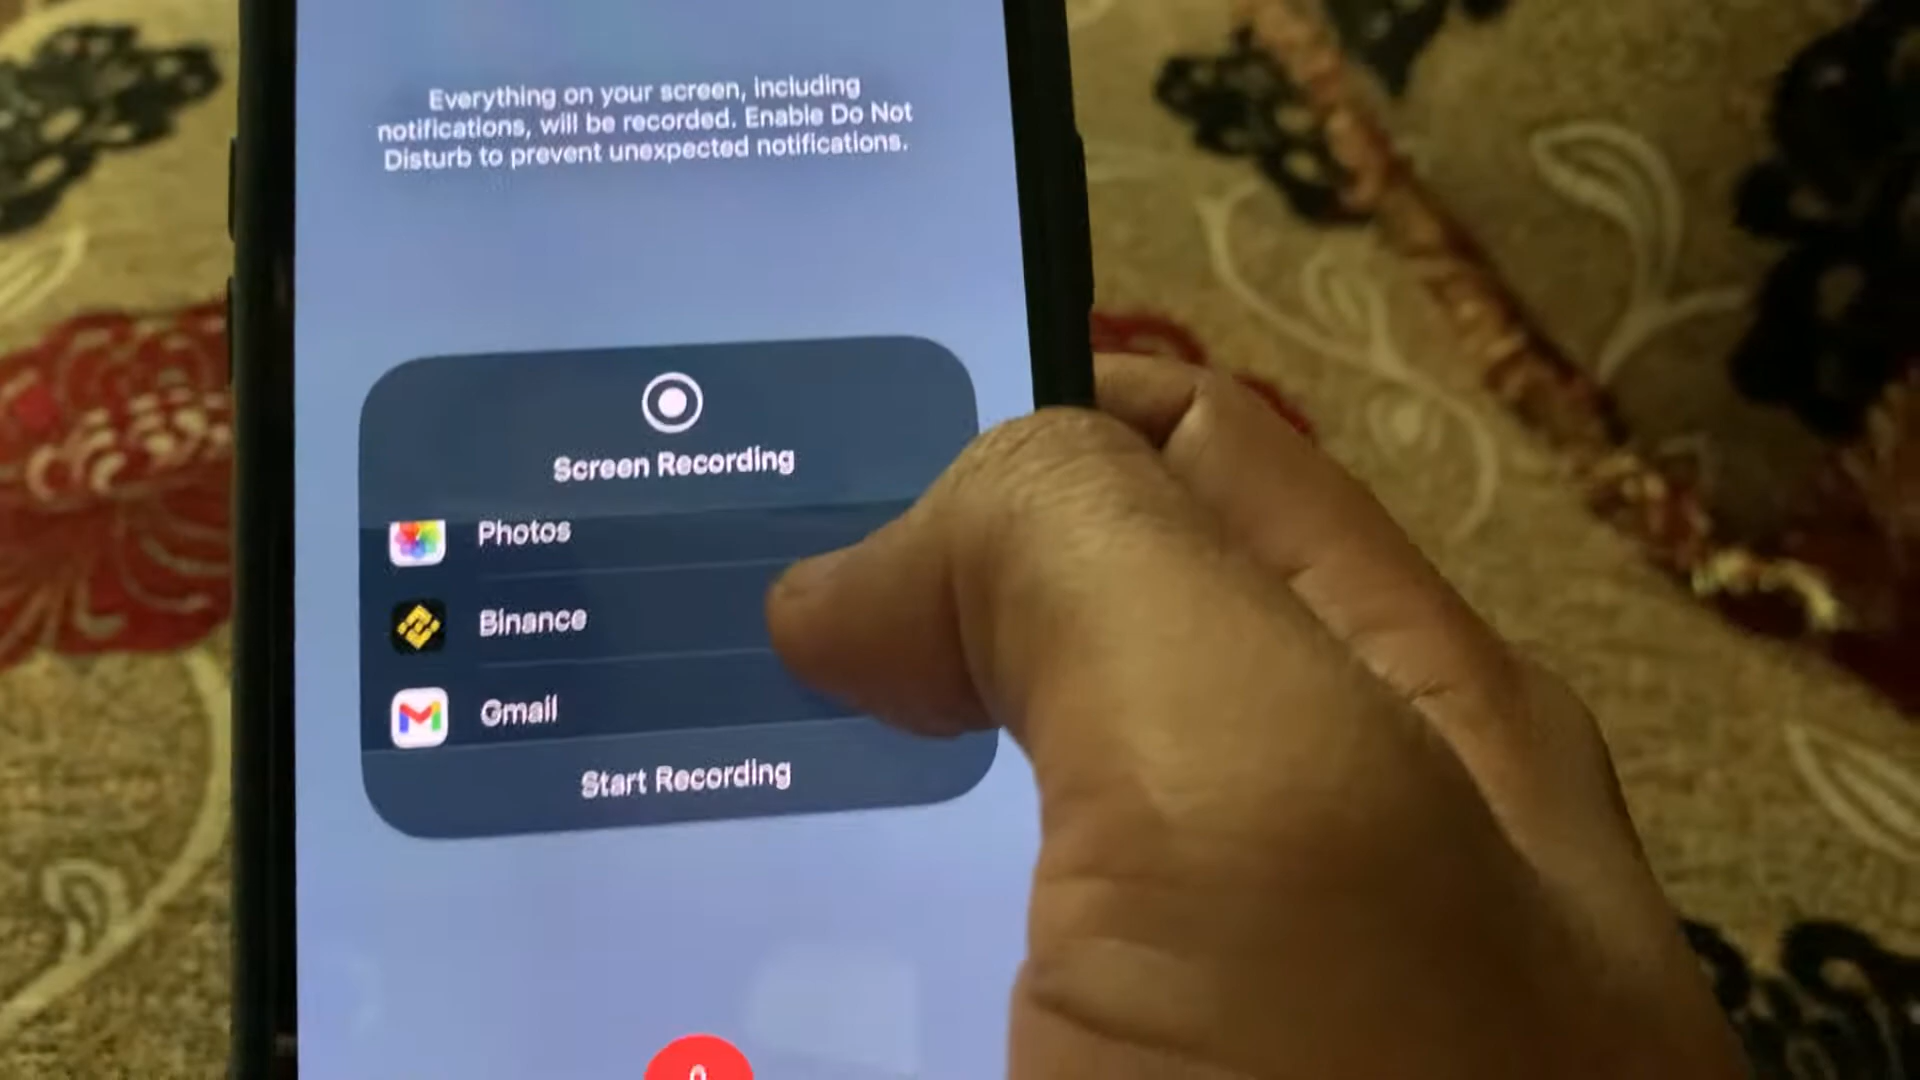 Everything on your screen, including
notifications, will be recorded. Enable Do Not
Disturb to prevent unexpected notifications.
Screen Recording
Photos
Binance
Gmail
Start Recording